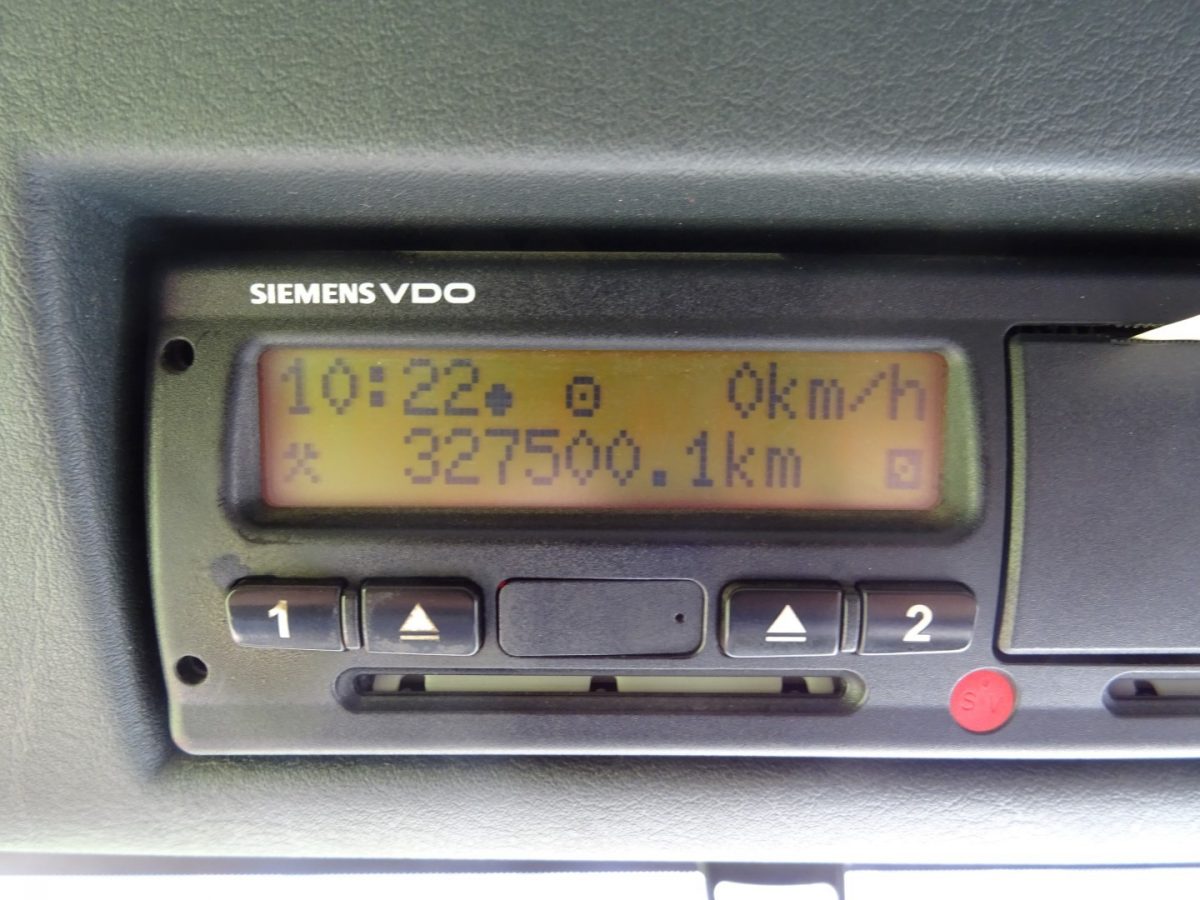 SIEMENS VDO
10:22 0km/h
327500.1km
1 2
S V